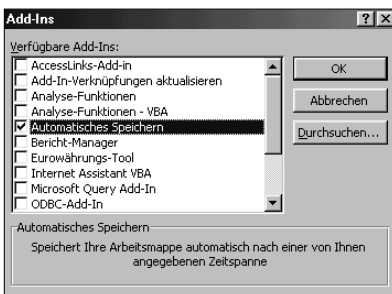 Add-Ins
Verfügbare Add-Ins:
AccessLinks-Add-in
Add-In-Verknüpfungen aktualisieren
Analyse-Funktionen
Analyse-Funktionen - VBA
Automatisches Speichern
Bericht-Manager
Eurowährungs-Tool
Internet Assistant VBA
Microsoft Query Add-In
ODBC-Add-In
OK
Abbrechen
Durchsuchen...
Automatisches Speichern
Speichert Ihre Arbeitsmappe automatisch nach einer von Ihnen
angegebenen Zeitspanne